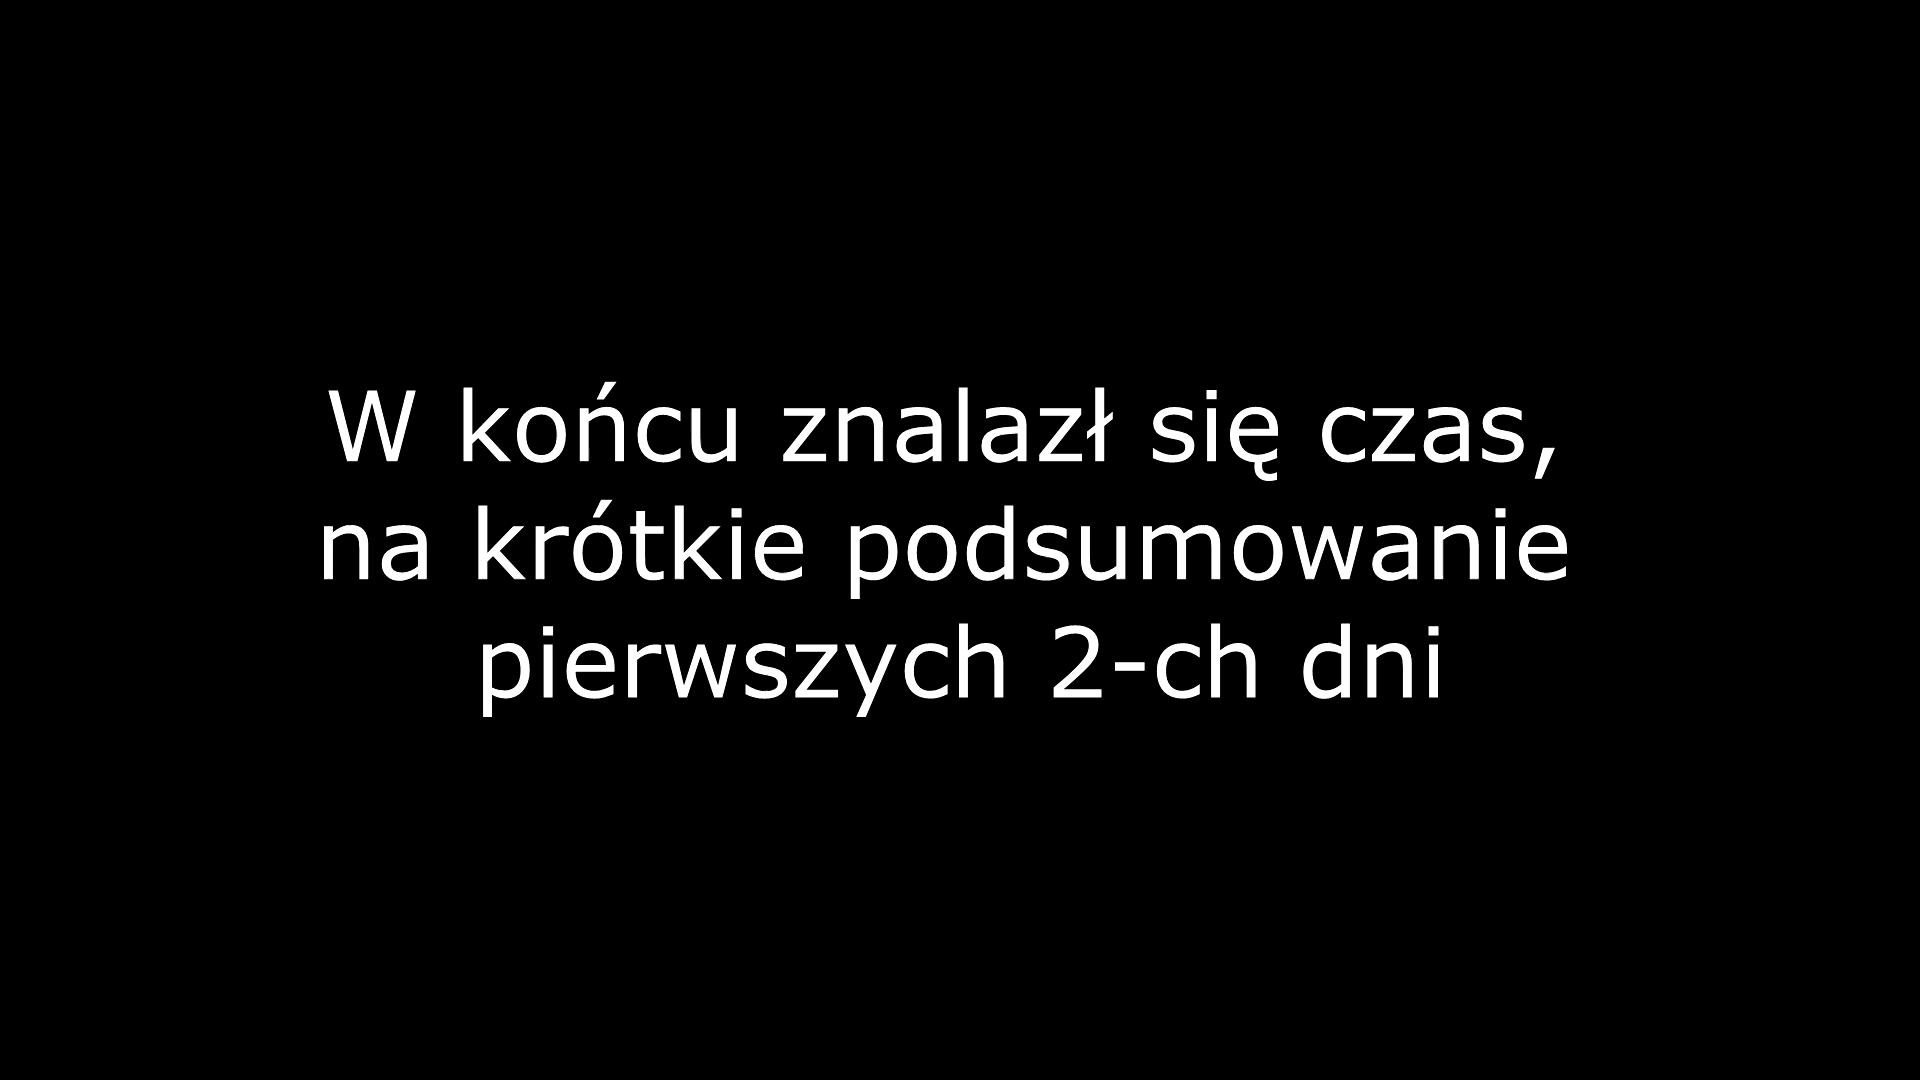 W końcu znalazł się czas,
na krótkie podsumowanie
pierwszych 2-ch dni